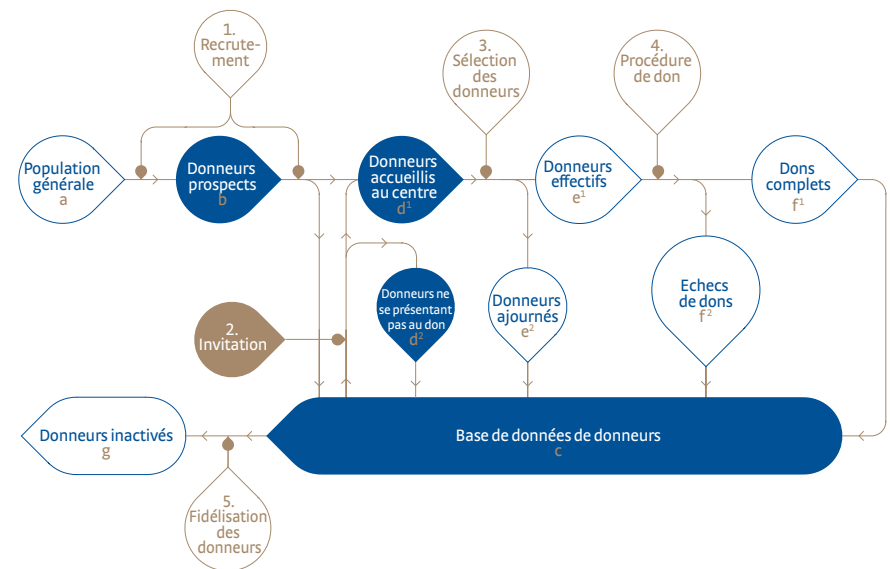 1.
Recrute-
ment
3.
Sélection
des
donneurs
4.
Procédure
de don
Population
générale
a
Donneurs
prospects
b
Donneurs
accueillis
au centre
d¹
Donneurs
effectifs
e¹
Dons
complets
f¹
2.
Invitation
Donneurs ne
se présentant
pas au don
d²
Donneurs
ajournés
e²
Echecs
de dons
f²
Donneurs inactivés
g
Base de données de donneurs
c
5.
Fidélisation
des
donneurs